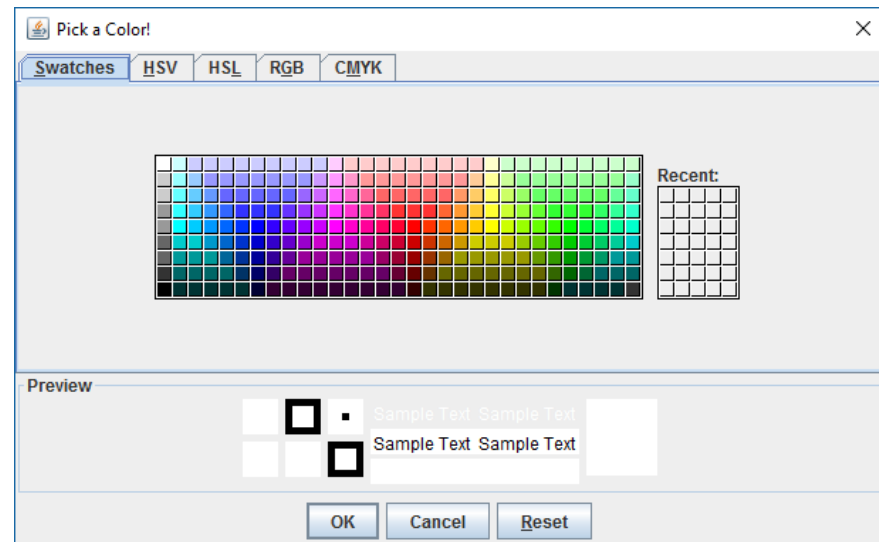 Pick a Color!
Swatches HSV HSL RGB CMYK
Recent:
Preview
Sample Text Sample Text
Sample Text Sample Text
OK Cancel Reset